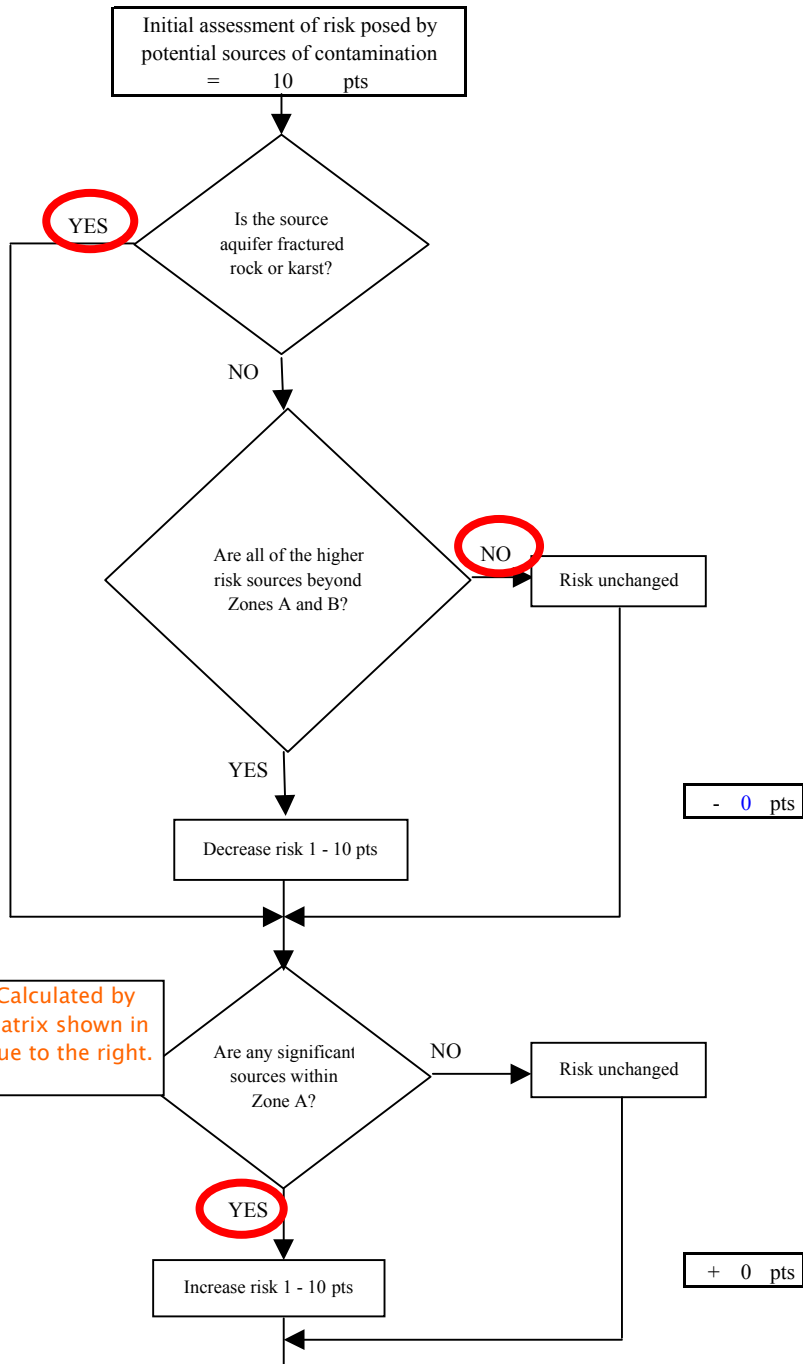 Initial assessment of risk posed by
potential sources of contamination
= 10 pts
YES
Is the source
aquifer fractured
rock or karst?
NO
Are all of the higher
risk sources beyond
Zones A and B?
NO
Risk unchanged
YES
- 0 pts
Decrease risk 1 - 10 pts
Calculated by
atrix shown in
ue to the right.
Are any significant
sources within
Zone A?
NO
Risk unchanged
YES
Increase risk 1 - 10 pts
+ 0 pts